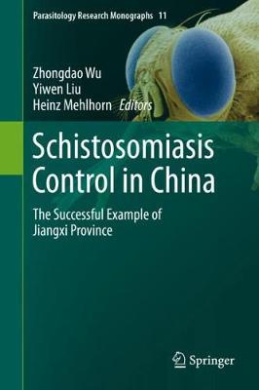 Parasitology Research Monographs 11
Zhongdao Wu
Yiwen Liu
Heinz Mehlhorn Editors
Schistosomiasis
Control in China
The Successful Example of
Jiangxi Province
Springer